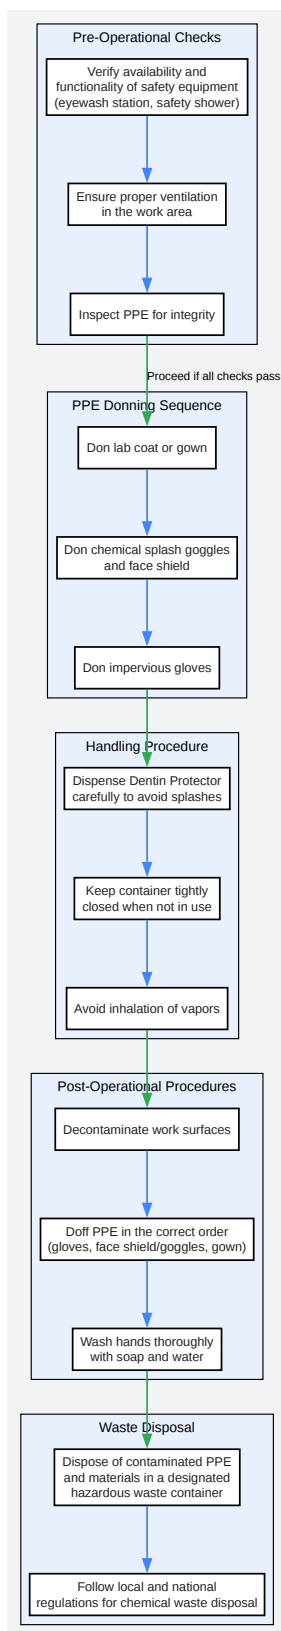 Pre-Operational Checks
Verify availability and
functionality of safety equipment
(eyewash station, safety shower)
Ensure proper ventilation
in the work area
Inspect PPE for integrity
Proceed if all checks pass
PPE Donning Sequence
Don lab coat or gown
Don chemical splash goggles
and face shield
Don impervious gloves
Handling Procedure
Dispense Dentin Protector
carefully to avoid splashes
Keep container tightly
closed when not in use
Avoid inhalation of vapors
Post-Operational Procedures
Decontaminate work surfaces
Doff PPE in the correct order
(gloves, face shield/goggles, gown)
Wash hands thoroughly
with soap and water
Waste Disposal
Dispose of contaminated PPE
and materials in a designated
hazardous waste container
Follow local and national
regulations for chemical waste disposal